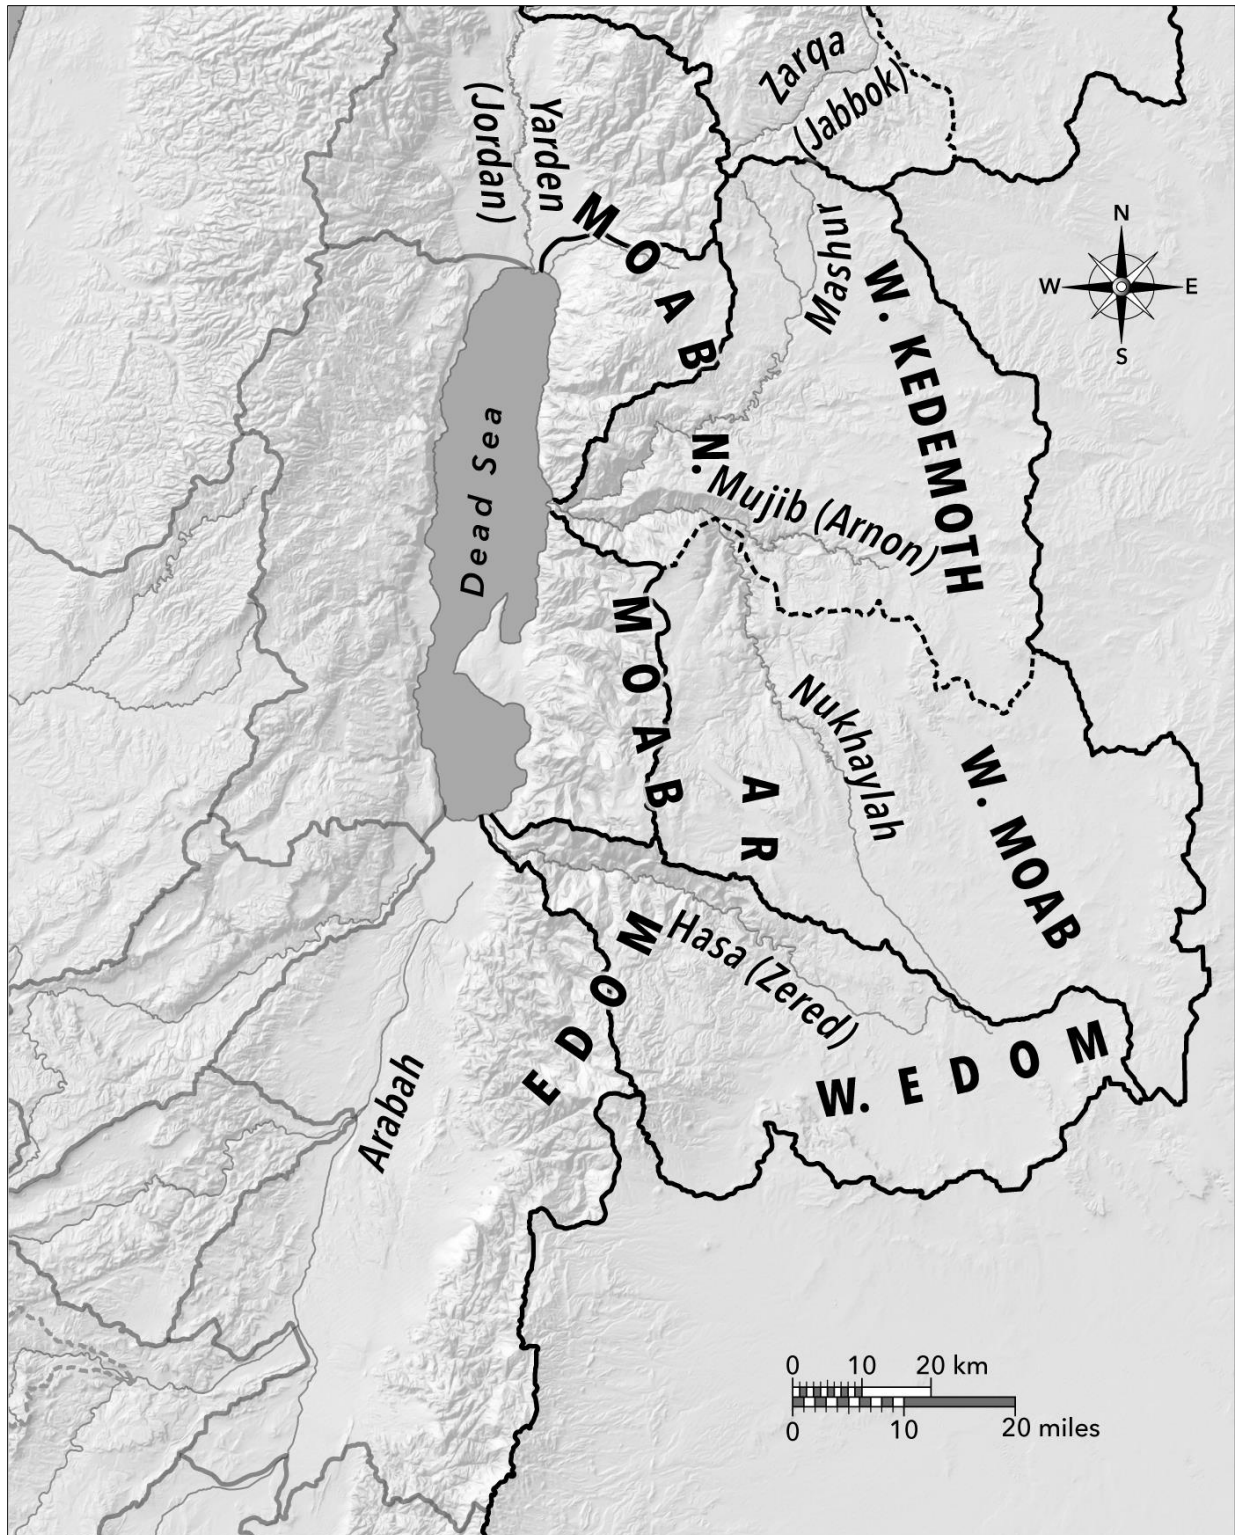 Zarqa
(Jabbok)
Yarden
(Jordan)
MOAB
Mashur
N
W E
S
W. KEDEMOTH
Dead Sea
N. Mujib (Arnon)
MOAB
Nukhaylah
AR
W. MOAB
EDOM
Hasa (Zered)
W. EDOM
Arabah
0 10 20 km
0 10 20 miles